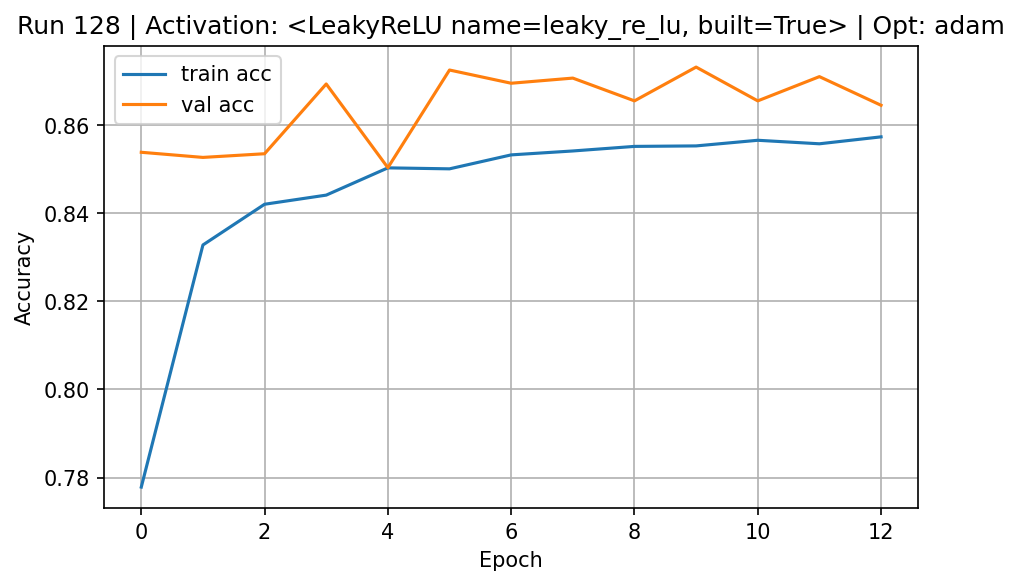 Run 128 | Activation: <LeakyReLU name=leaky_re_lu, built=True> | Opt: adam
train acc
val acc
0.86
0.84
0.82
0.80
0.78
Accuracy
0 2 4 6 8 10 12
Epoch